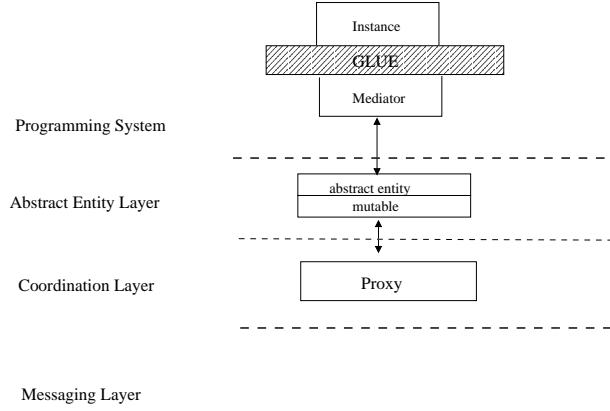 Instance
GLUE
Mediator
Programming System
abstract entity
Abstract Entity Layer
mutable
Coordination Layer
Proxy
Messaging Layer